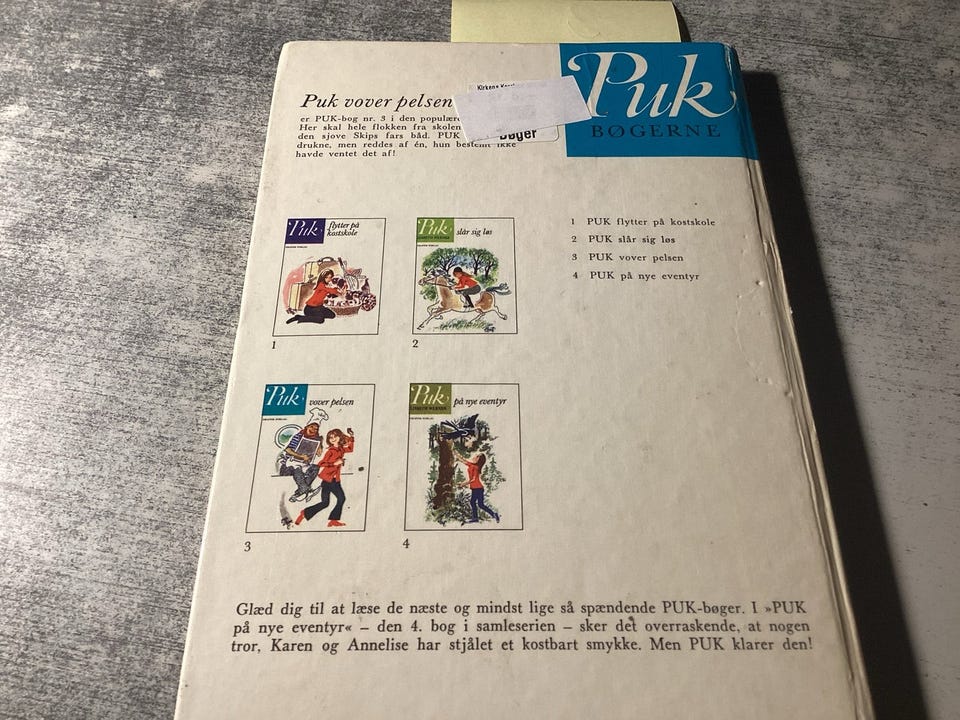 Puk vover pelsen
er PUK-bog nr. 3 i den populære
Her skal hele flokken fra skolen
den sjove Skips fars båd. PUK
drukne, men reddes af én, hun bestemt ikke
havde ventet det af!
Bøger
Puk
BØGERNE
Puk flytter på
kostskole
1
Puk slår sig løs
2
1 PUK flytter på kostskole
2 PUK slår sig løs
3 PUK vover pelsen
4 PUK på nye eventyr
Puk vover pelsen
3
Puk på nye eventyr
LISBETH WERNER
4
Glæd dig til at læse de næste og mindst lige så spændende PUK-bøger. I »PUK
på nye eventyr« – den 4. bog i samleserien – sker det overraskende, at nogen
tror, Karen og Annelise har stjålet et kostbart smykke. Men PUK klarer den!